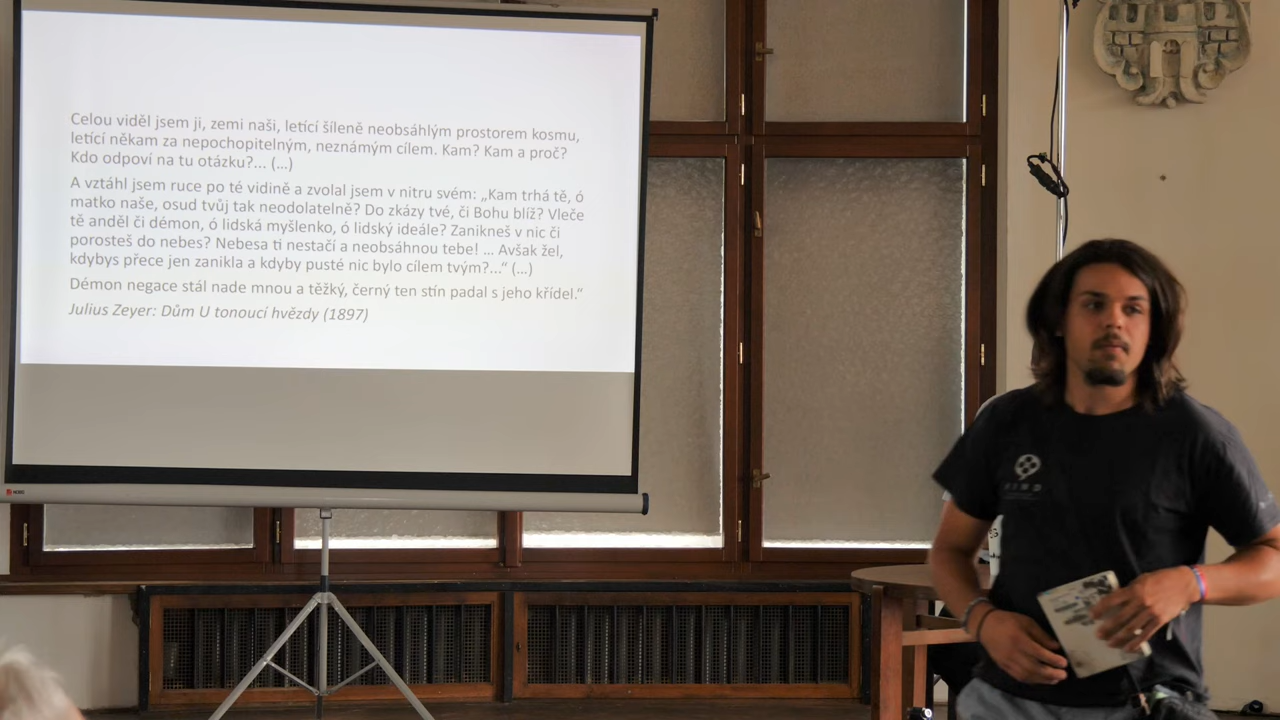 Celou viděl jsem ji, zemi naši, letící šíleně neobsáhlým prostorem kosmu,
letící někam za nepochopitelným, neznámým cílem. Kam? Kam a proč?
Kdo odpoví na tu otázku?... (...)
A vztáhl jsem ruce po té vidině a zvolal jsem v nitru svém: „Kam trhá tě, ó
matko naše, osud tvůj tak neodolatelně? Do zkázy tvé, či Bohu blíž? Vleče
tě anděl či démon, ó lidská myšlenko, ó lidský ideále? Zanikneš v nic či
porosteš do nebes? Nebesa ti nestačí a neobsáhnou tebe! ... Avšak žel,
kdybys přece jen zanikla a kdyby pusté nic bylo cílem tvým?...“ (...)
Démon negace stál nade mnou a těžký, černý ten stín padal s jeho křídel.“
Julius Zeyer: Dům U tonoucí hvězdy (1897)